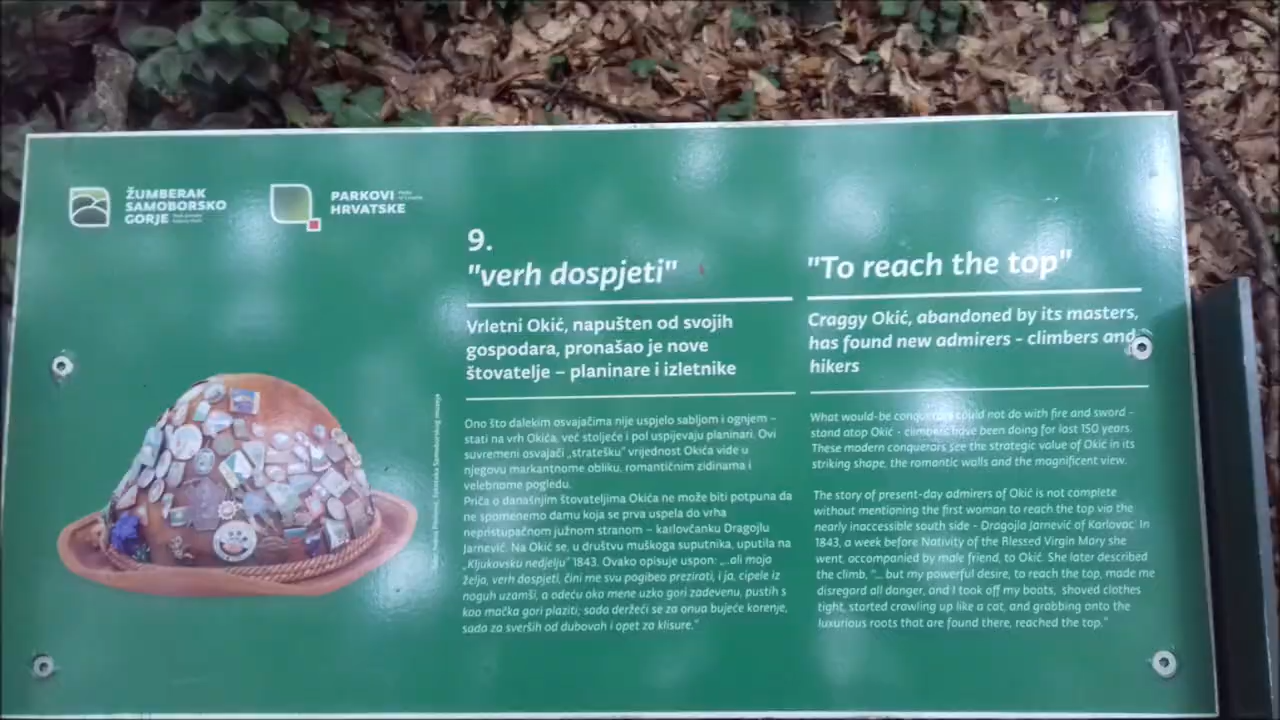 ŽUMBERAK
SAMOBORSKO
GORJE
PARKOVI
HRVATSKE
9.
"verh dospjeti"
Vrletni Okić, napušten od svojih
gospodara, pronašao je nove
štovatelje – planinare i izletnike
Ono što dalekim osvajačima nije uspjelo sabljom i ognjem –
stati na vrh Okića, već stoljeće i pol uspijevaju planinari. Ovi
suvremeni osvajači „stratešku" vrijednost Okića vide u
njegovu markantnome obliku, romantičnim zidinama i
velebnome pogledu.
Priča o današnjim štovateljima Okića ne može biti potpuna da
ne spomenemo damu koja se prva uspela do vrha
nepristupačnom južnom stranom – karlovčanku Dragojlu
Jarnević. Na Okić se, u društvu muškoga suputnika, uputila na
„Kljukovsku nedjelju" 1843. Ovako opisuje uspon: „...ali moja
želja, verh dospjeti, čini me svu pogibeo prezirati, i ja, cipele iz
noguh uzamši, a odeću oko mene uzko gori zadevenu, pustih s
kao mačka gori plaziti; sada deržeći se za onua bujeće korenje,
sada za sverših od dubovah i opet za klisure."
"To reach the top"
Craggy Okić, abandoned by its masters,
has found new admirers - climbers and
hikers
What would-be conquerors could not do with fire and sword –
stand atop Okić - climbers have been doing for last 150 years.
These modern conquerors see the strategic value of Okić in its
striking shape, the romantic walls and the magnificent view.
The story of present-day admirers of Okić is not complete
without mentioning the first woman to reach the top via the
nearly inaccessible south side - Dragojla Jarnević of Karlovac. In
1843, a week before Nativity of the Blessed Virgin Mary she
went, accompanied by male friend, to Okić. She later described
the climb, "... but my powerful desire, to reach the top, made me
disregard all danger, and I took off my boots, shoved clothes
tight, started crawling up like a cat, and grabbing onto the
luxurious roots that are found there, reached the top."